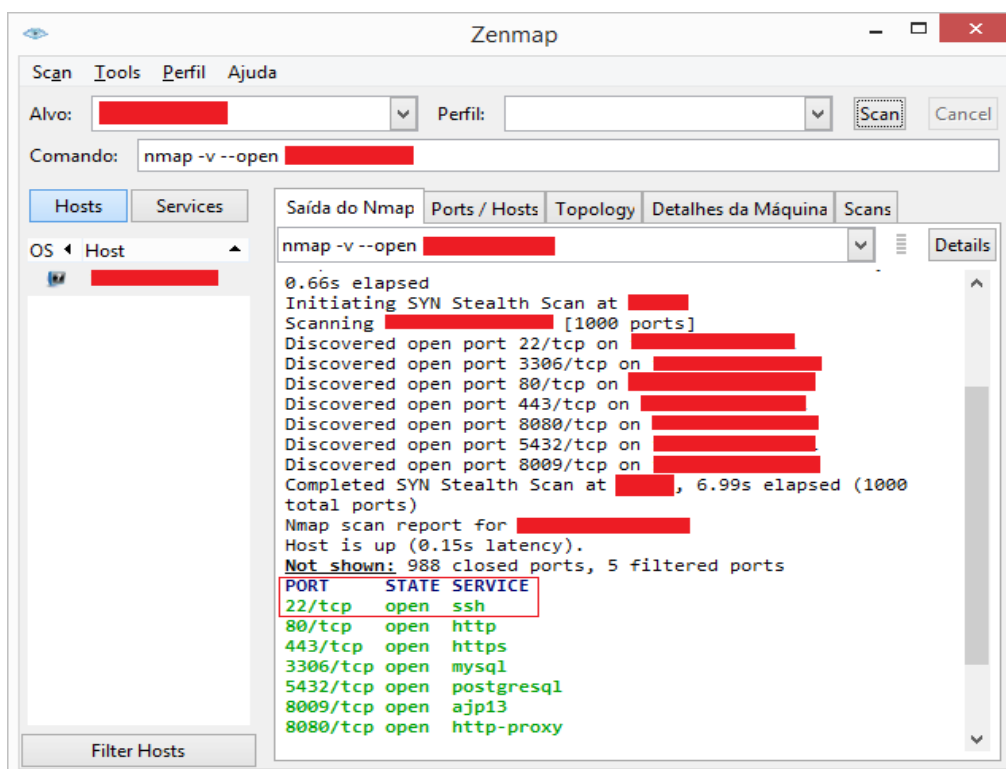 Zenmap
Scan Tools Perfil Ajuda
Alvo: Perfil: Scan Cancel
Comando: nmap -v --open
Hosts Services
Saída do Nmap Ports / Hosts Topology Detalhes da Máquina Scans
OS Host
nmap -v --open Details
0.66s elapsed
Initiating SYN Stealth Scan at
Scanning [1000 ports]
Discovered open port 22/tcp on
Discovered open port 3306/tcp on
Discovered open port 80/tcp on
Discovered open port 443/tcp on
Discovered open port 8080/tcp on
Discovered open port 5432/tcp on
Discovered open port 8009/tcp on
Completed SYN Stealth Scan at , 6.99s elapsed (1000
total ports)
Nmap scan report for
Host is up (0.15s latency).
Not shown: 988 closed ports, 5 filtered ports
PORT STATE SERVICE
22/tcp open ssh
80/tcp open http
443/tcp open https
3306/tcp open mysql
5432/tcp open postgresql
8009/tcp open ajp13
8080/tcp open http-proxy
Filter Hosts